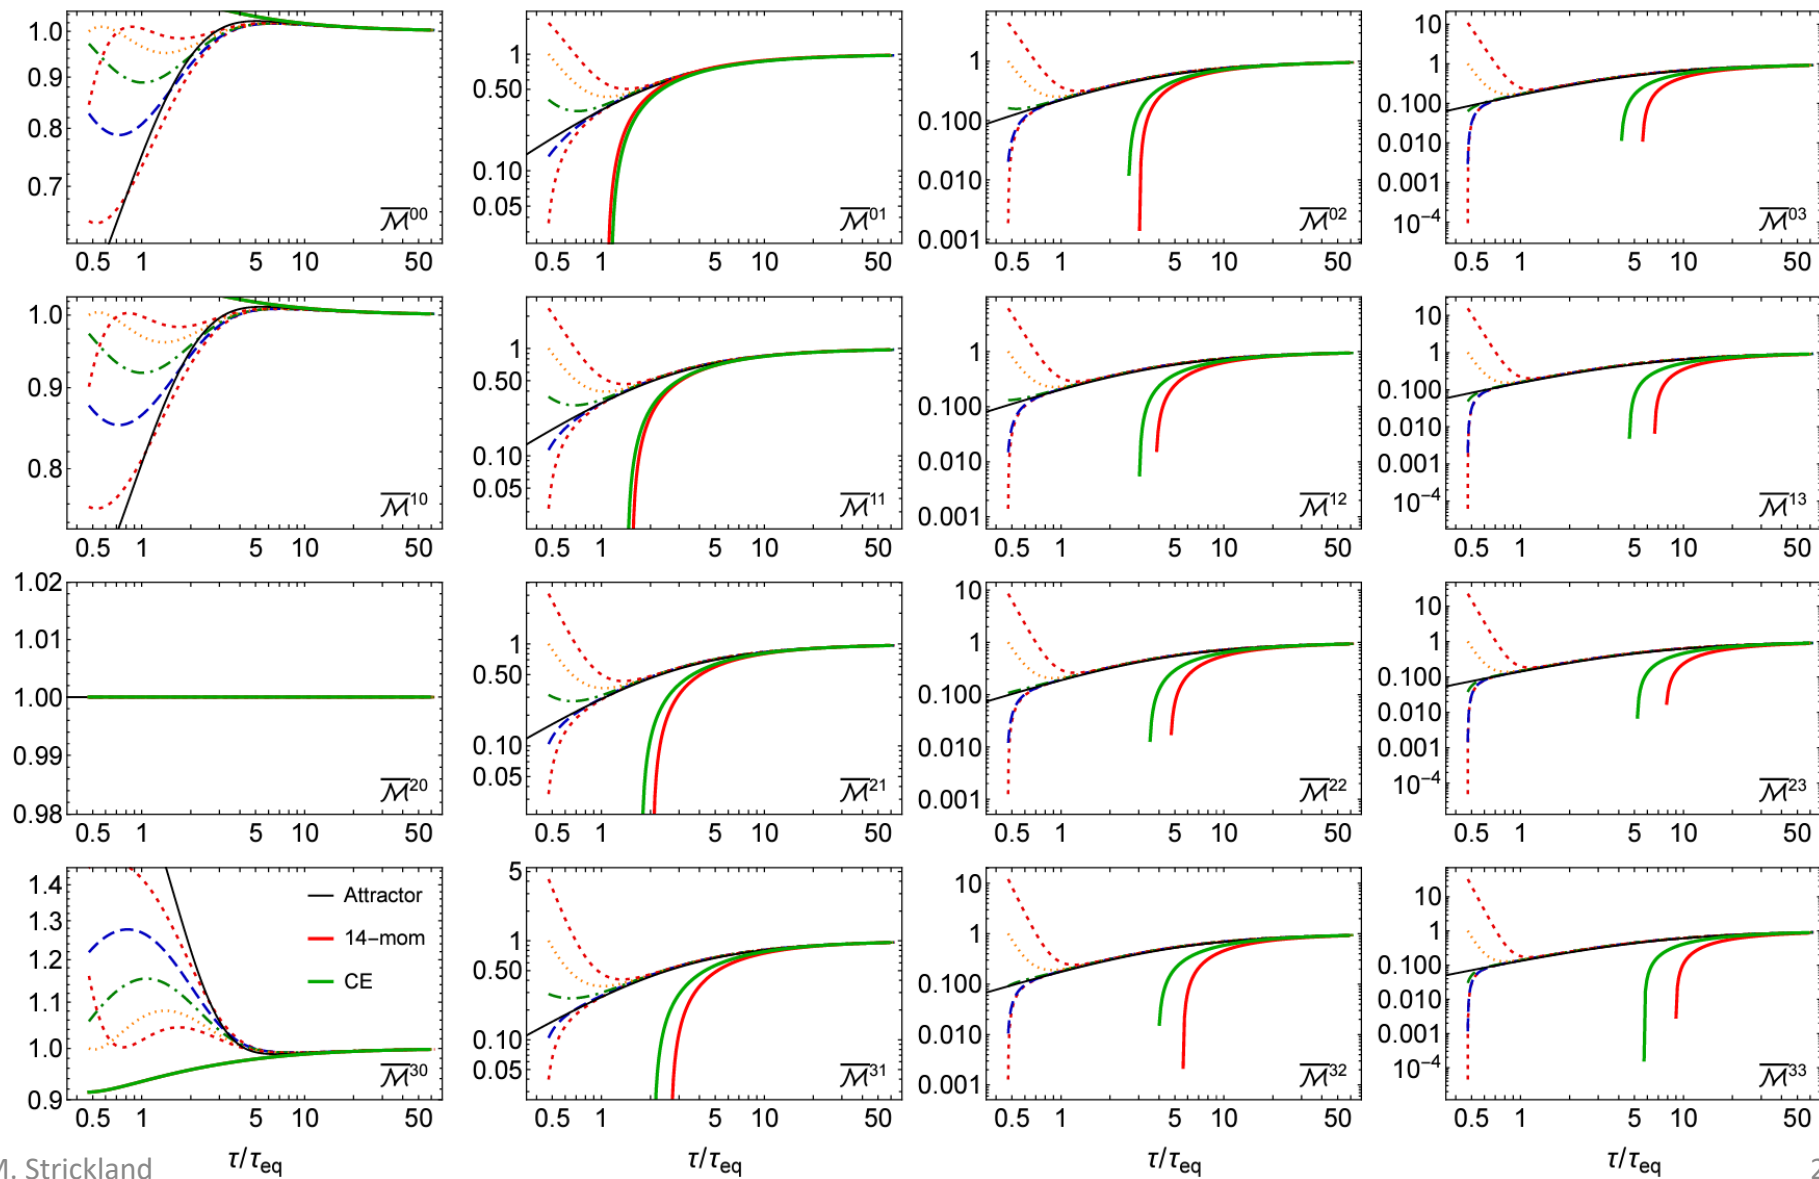 1.0
0.9
0.8
0.7
0.5 1 5 10 50
M̅⁰⁰
1
0.50
0.10
0.05
0.5 1 5 10 50
M̅⁰¹
1
0.100
0.010
0.001
0.5 1 5 10 50
M̅⁰²
10
1
0.100
0.010
0.001
10⁻⁴
0.5 1 5 10 50
M̅⁰³
1.0
0.9
0.8
0.5 1 5 10 50
M̅¹⁰
1
0.50
0.10
0.05
0.5 1 5 10 50
M̅¹¹
1
0.100
0.010
0.001
0.5 1 5 10 50
M̅¹²
10
1
0.100
0.010
0.001
10⁻⁴
0.5 1 5 10 50
M̅¹³
1.02
1.01
1.00
0.99
0.98
0.5 1 5 10 50
M̅²⁰
1
0.50
0.10
0.05
0.5 1 5 10 50
M̅²¹
10
1
0.100
0.010
0.001
0.5 1 5 10 50
M̅²²
10
1
0.100
0.010
0.001
10⁻⁴
0.5 1 5 10 50
M̅²³
1.4
1.3
1.2
1.1
1.0
0.9
0.5 1 5 10 50
Attractor
14-mom
CE
M̅³⁰
5
1
0.50
0.10
0.05
0.5 1 5 10 50
M̅³¹
10
1
0.100
0.010
0.001
0.5 1 5 10 50
M̅³²
10
1
0.100
0.010
0.001
10⁻⁴
0.5 1 5 10 50
M̅³³
τ/τeq τ/τeq τ/τeq τ/τeq
M. Strickland
2